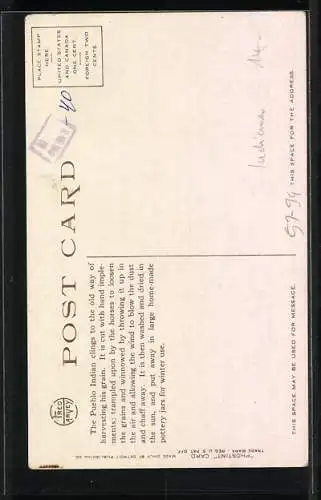 PLACE STAMP
HERE
UNITED STATES
AND CANADA
ONE CENT
FOREIGN TWO
CENTS
POST CARD
40
Indianer 14.-
The Pueblo Indian clings to the old way of
harvesting his grain. It is cut with hand imple-
ments, trampled upon by the horses to loosen
the grains and winnowed by throwing it up in
the air and allowing the wind to blow the dust
and chaff away. It is then washed and dried in
the sun, and put away in large home-made
pottery jars for winter use.
FRED
HARVEY
THIS SPACE MAY BE USED FOR MESSAGE.
THIS SPACE FOR THE ADDRESS.
"PHOSTINT" CARD
TRADE MARK REG. U.S. PAT. OFF.
MADE ONLY BY DETROIT PUBLISHING CO.